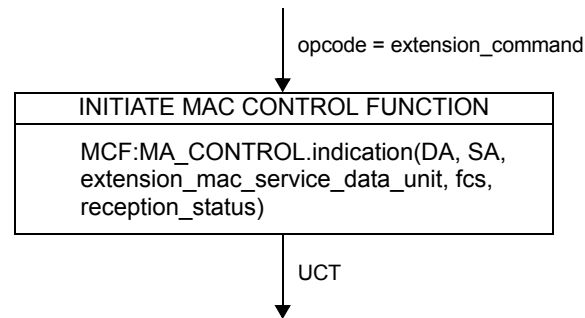 opcode = extension_command
INITIATE MAC CONTROL FUNCTION
MCF:MA_CONTROL.indication(DA, SA,
extension_mac_service_data_unit, fcs,
reception_status)
UCT